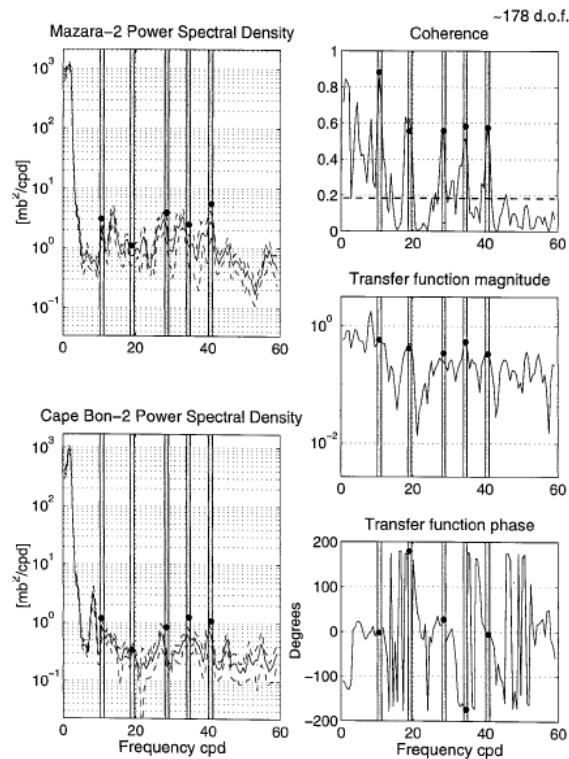 ~178 d.o.f.
Mazara-2 Power Spectral Density
10³
10²
10¹
10⁰
10⁻¹
[mb²/cpd]
0 20 40 60
Cape Bon-2 Power Spectral Density
10³
10²
10¹
10⁰
10⁻¹
[mb²/cpd]
0 20 40 60
Frequency cpd
Coherence
1
0.8
0.6
0.4
0.2
0
0 20 40 60
Transfer function magnitude
10⁰
10⁻²
0 20 40 60
Transfer function phase
200
100
0
-100
-200
Degrees
0 20 40 60
Frequency cpd